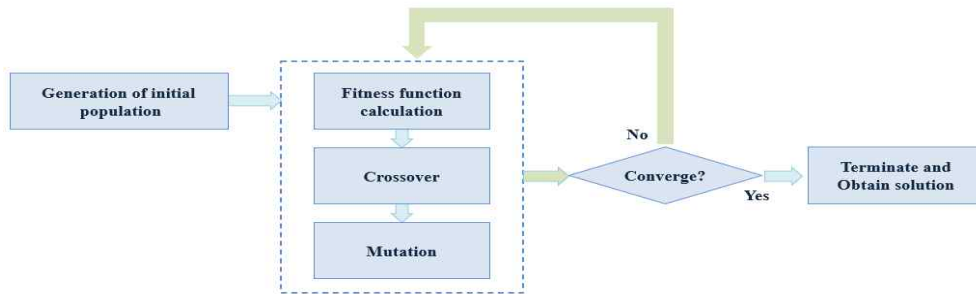 Generation of initial
population
Fitness function
calculation
Crossover
Mutation
No
Converge?
Yes
Terminate and
Obtain solution